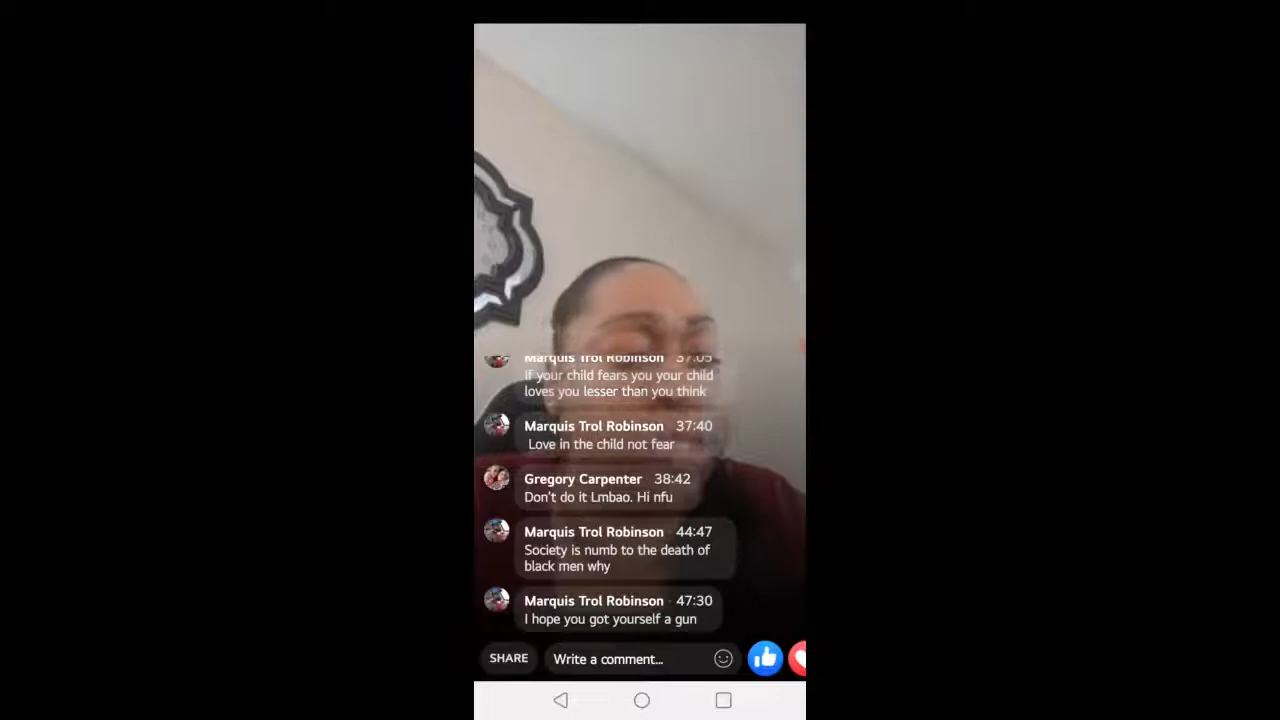 Marquis Trol Robinson 37:05
If your child fears you your child
loves you lesser than you think
Marquis Trol Robinson 37:40
Love in the child not fear
Gregory Carpenter 38:42
Don't do it Lmbao. Hi nfu
Marquis Trol Robinson · 44:47
Society is numb to the death of
black men why
Marquis Trol Robinson · 47:30
I hope you got yourself a gun
SHARE
Write a comment...